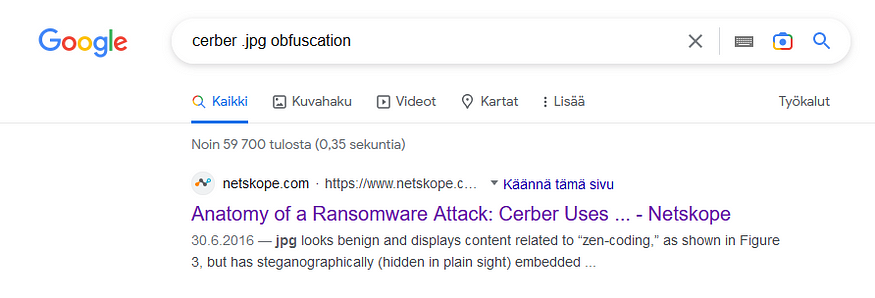 Google
cerber .jpg obfuscation
Kaikki Kuvahaku Videot Kartat Lisää Työkalut
Noin 59 700 tulosta (0,35 sekuntia)
netskope.com · https://www.netskope.c... Käännä tämä sivu
Anatomy of a Ransomware Attack: Cerber Uses ... - Netskope
30.6.2016 — jpg looks benign and displays content related to “zen-coding,” as shown in Figure
3, but has steganographically (hidden in plain sight) embedded ...